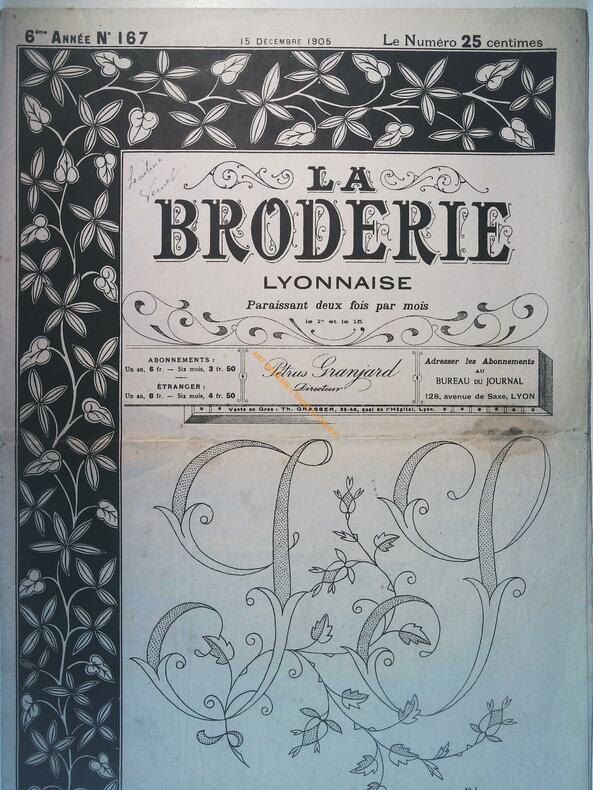 6ème ANNÉE N° 167
15 DÉCEMBRE 1905
Le Numéro 25 centimes
LA
BRODERIE
LYONNAISE
Paraissant deux fois par mois
le 1er et le 15
ABONNEMENTS :
Un an, 6 fr. — Six mois, 3 fr. 50
ÉTRANGER :
Un an, 8 fr. — Six mois, 4 fr. 50
Pétrus Granjard
Directeur
Adresser les Abonnements
AU
BUREAU DU JOURNAL
128, avenue de Saxe, LYON
Vente en Gros : Th. GRASSER, quai de l'Hôpital, Lyon.